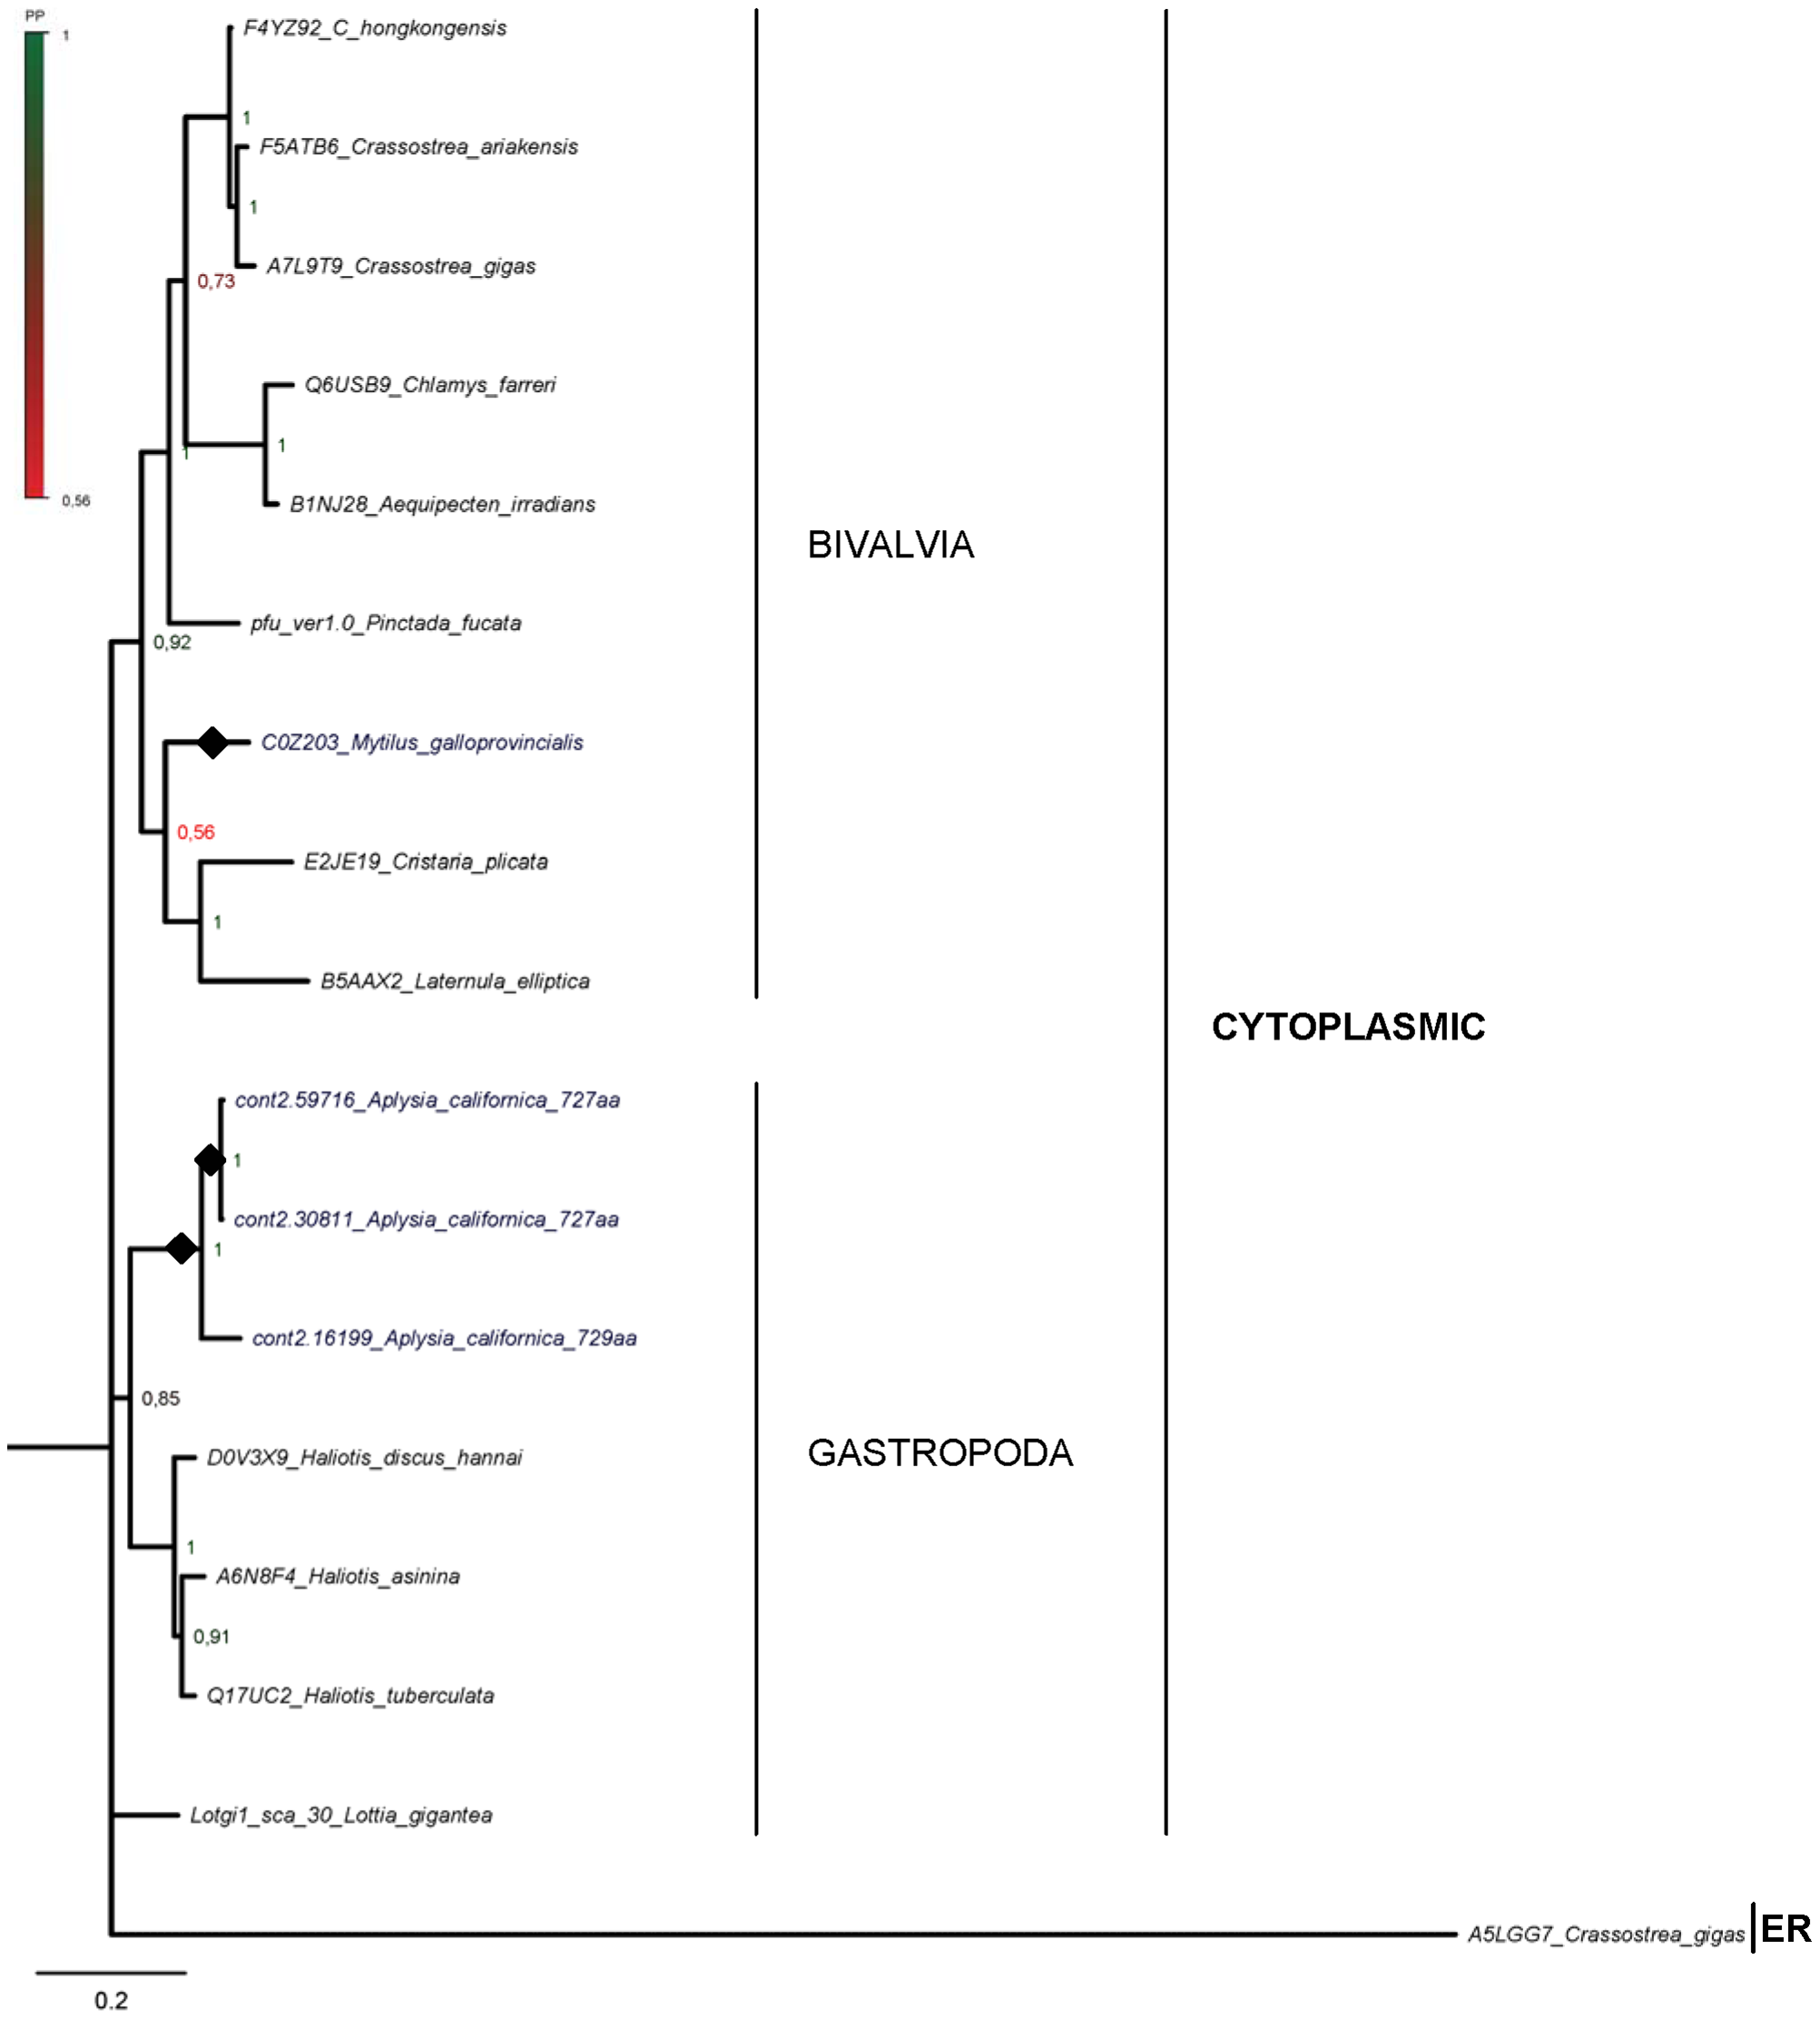 PP
1
F4YZ92_C_hongkongensis
1
F5ATB6_Crassostrea_ariakensis
1
A7L9T9_Crassostrea_gigas
0,73
Q6USB9_Chlamys_farreri
1
1
0,56
B1NJ28_Aequipecten_irradians
BIVALVIA
pfu_ver1.0_Pinctada_fucata
0,92
C0Z203_Mytilus_galloprovincialis
0,56
E2JE19_Cristaria_plicata
1
B5AAX2_Laternula_elliptica
CYTOPLASMIC
cont2.59716_Aplysia_californica_727aa
1
cont2.30811_Aplysia_californica_727aa
1
cont2.16199_Aplysia_californica_729aa
0,85
D0V3X9_Haliotis_discus_hannai
GASTROPODA
1
A6N8F4_Haliotis_asinina
0,91
Q17UC2_Haliotis_tuberculata
Lotgi1_sca_30_Lottia_gigantea
A5LGG7_Crassostrea_gigas
ER
0.2